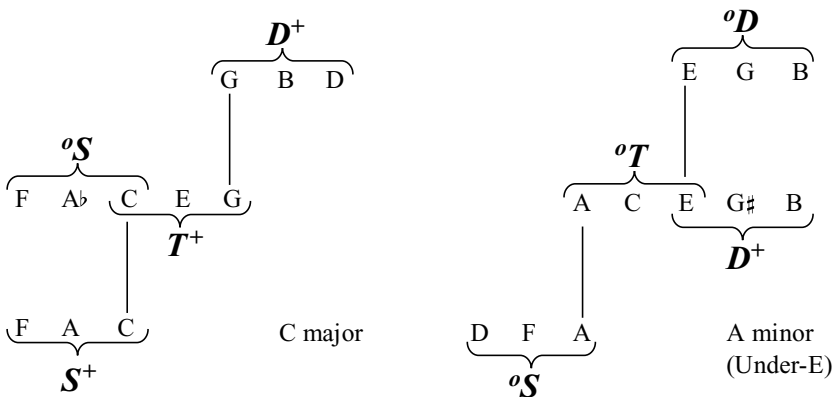 D+
G B D
oS
F A♭ C E G
T+
F A C
S+
C major
oD
E G B
oT
A C E G♯ B
D+
D F A
oS
A minor
(Under-E)